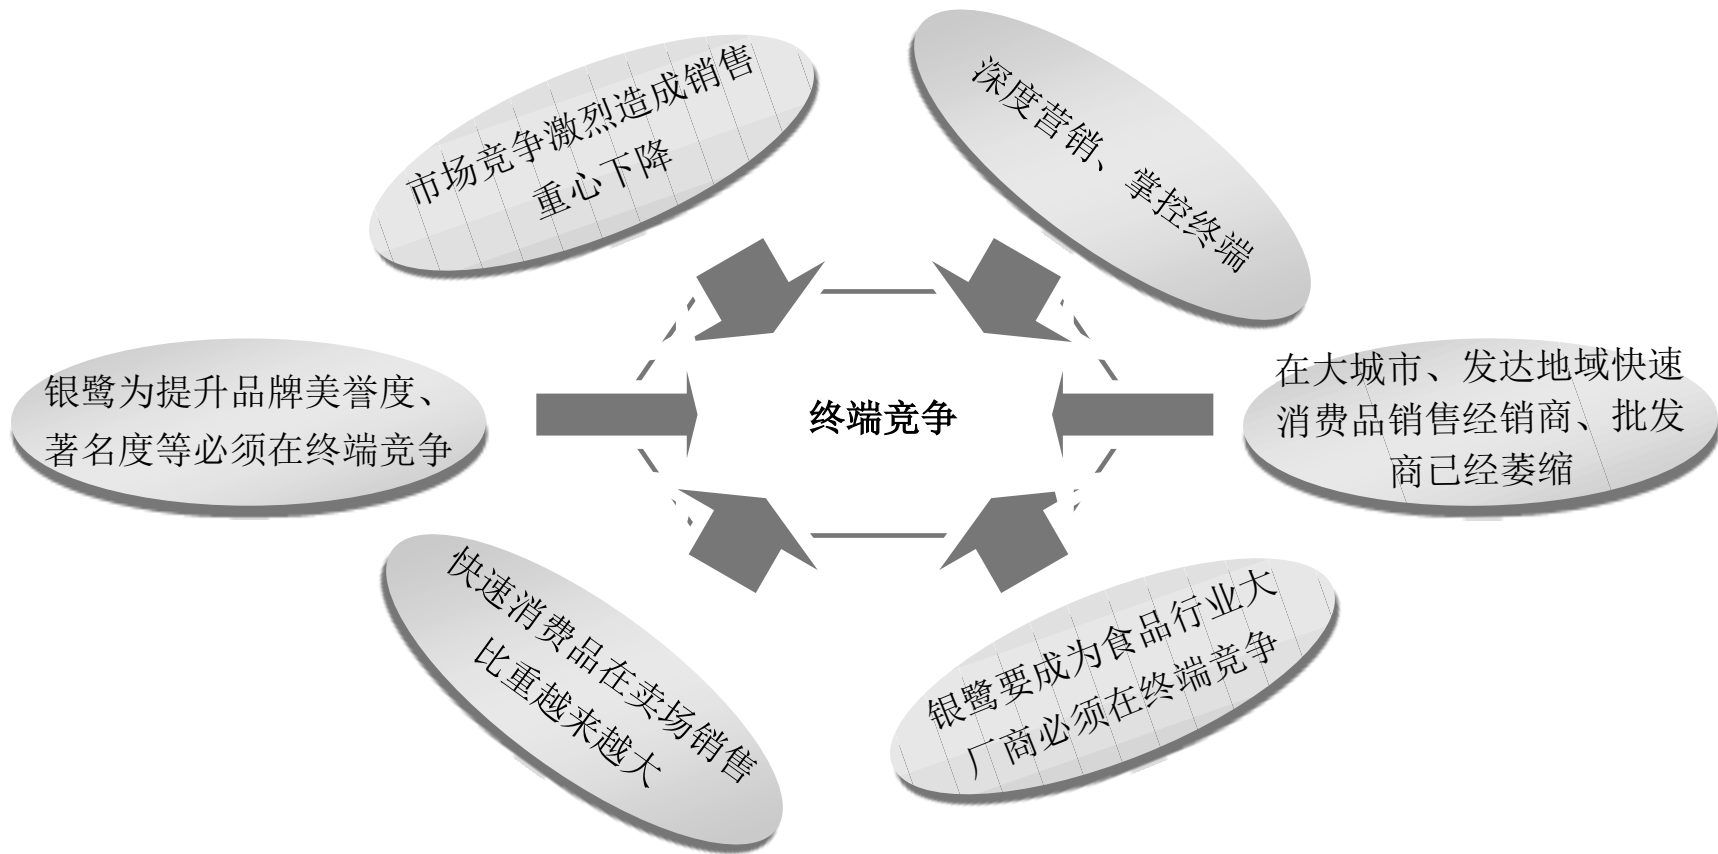 市场竞争激烈造成销售
重心下降
深度营销、掌控终端
银鹭为提升品牌美誉度、
著名度等必须在终端竞争
终端竞争
在大城市、发达地域快速
消费品销售经销商、批发
商已经萎缩
快速消费品在卖场销售
比重越来越大
银鹭要成为食品行业大
厂商必须在终端竞争